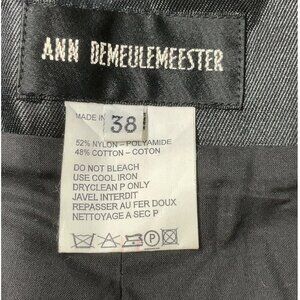 ANN DEMEULEMEESTER
MADE IN
38
52% NYLON - POLYAMIDE
48% COTTON - COTON
DO NOT BLEACH
USE COOL IRON
DRYCLEAN P ONLY
JAVEL INTERDIT
REPASSER AU FER DOUX
NETTOYAGE A SEC P
P